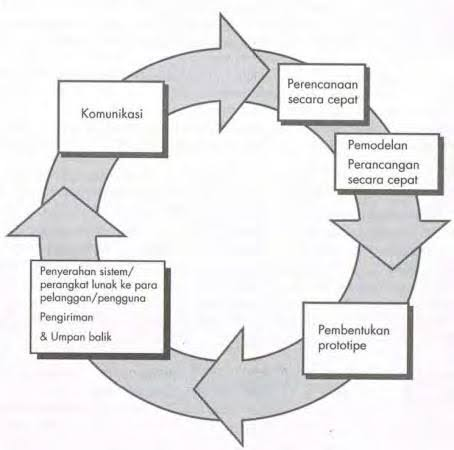 Komunikasi
Perencanaan
secara cepat
Pemodelan
Perancangan
secara cepat
Pembentukan
prototipe
Penyerahan sistem/
perangkat lunak ke para
pelanggan/pengguna
Pengiriman
& Umpan balik